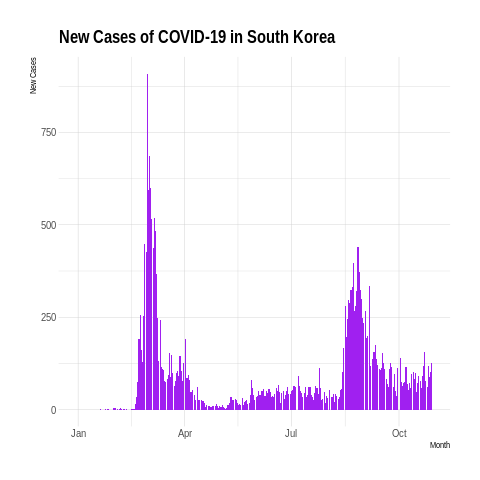 New Cases of COVID-19 in South Korea
New Cases
750
500
250
0
Jan Apr Jul Oct
Month